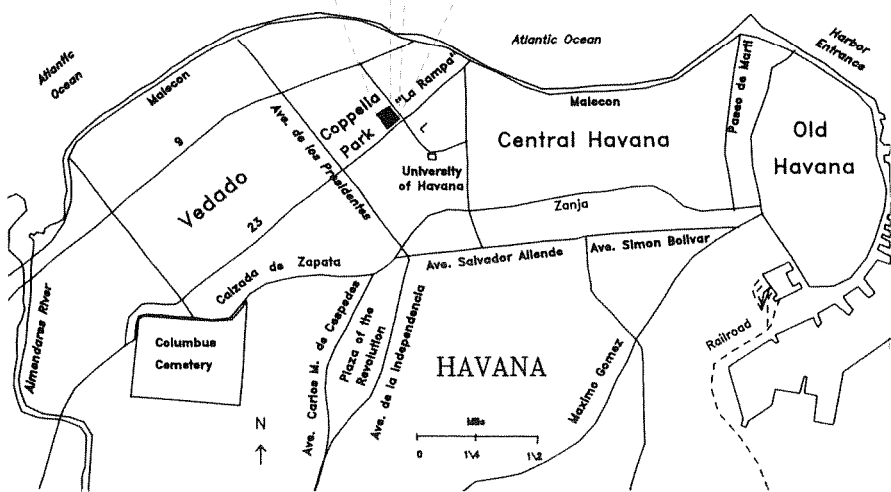 Atlantic
Ocean
Malecon
9
Vedado
23
Ave. de los Presidentes
Coppella
Park
"La Rampa"
L
University
of Havana
Atlantic Ocean
Malecon
Central Havana
Paseo de Marti
Harbor
Entrance
Old
Havana
Zanja
Ave. Salvador Allende
Ave. Simon Bolivar
Calzada de Zapata
Almendares River
Columbus
Cemetery
Ave. Carlos M. de Cespedes
Plaza of the
Revolution
Ave. de la Independencia
HAVANA
Maximo Gomez
Railroad
N
Mile
0 1\4 1\2